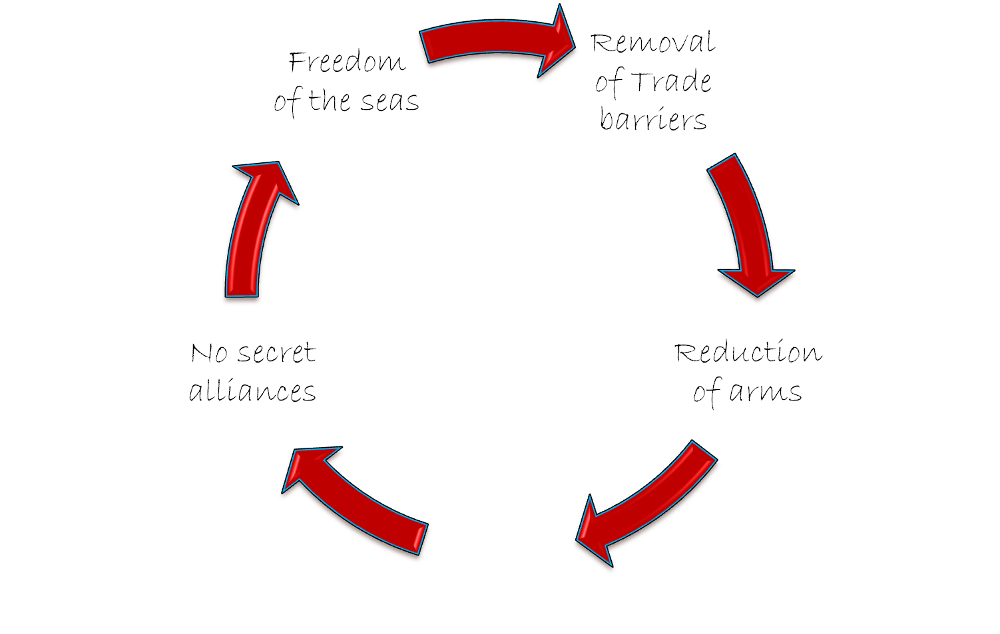 Freedom
of the seas
Removal
of Trade
barriers
Reduction
of arms
No secret
alliances